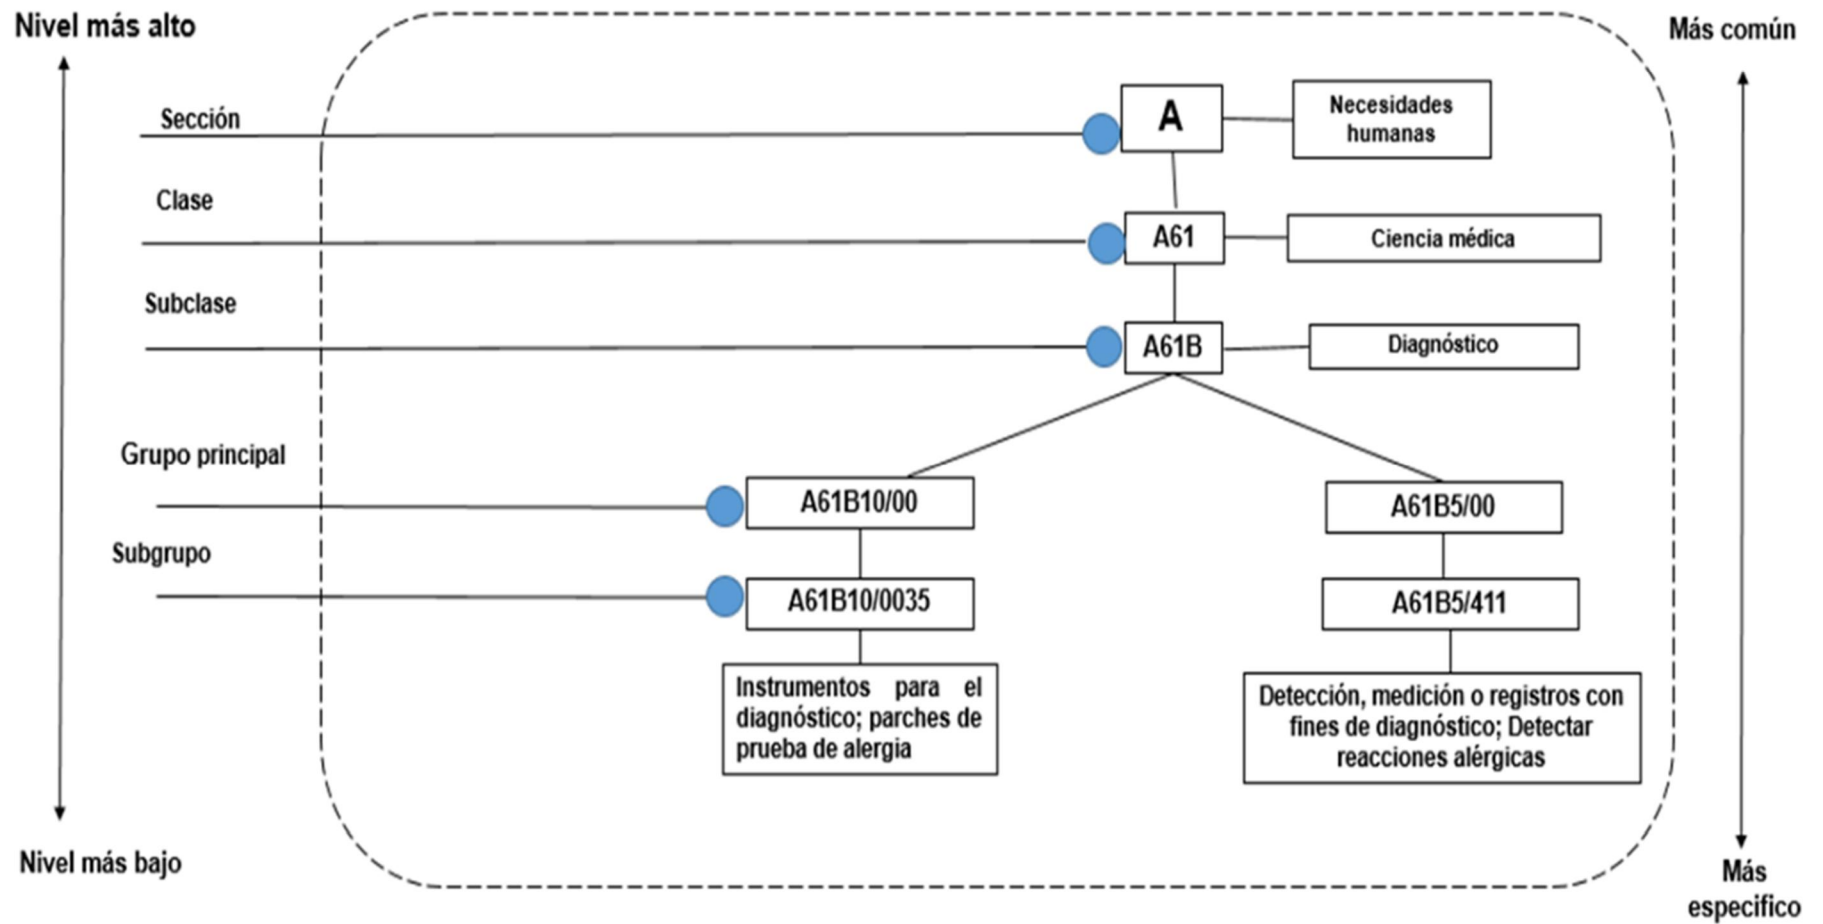 Nivel más alto
Más común
Sección
A
Necesidades
humanas
Clase
A61
Ciencia médica
Subclase
A61B
Diagnóstico
Grupo principal
A61B10/00
A61B5/00
Subgrupo
A61B10/0035
A61B5/411
Instrumentos para el
diagnóstico; parches de
prueba de alergia
Detección, medición o registros con
fines de diagnóstico; Detectar
reacciones alérgicas
Nivel más bajo
Más
especifico